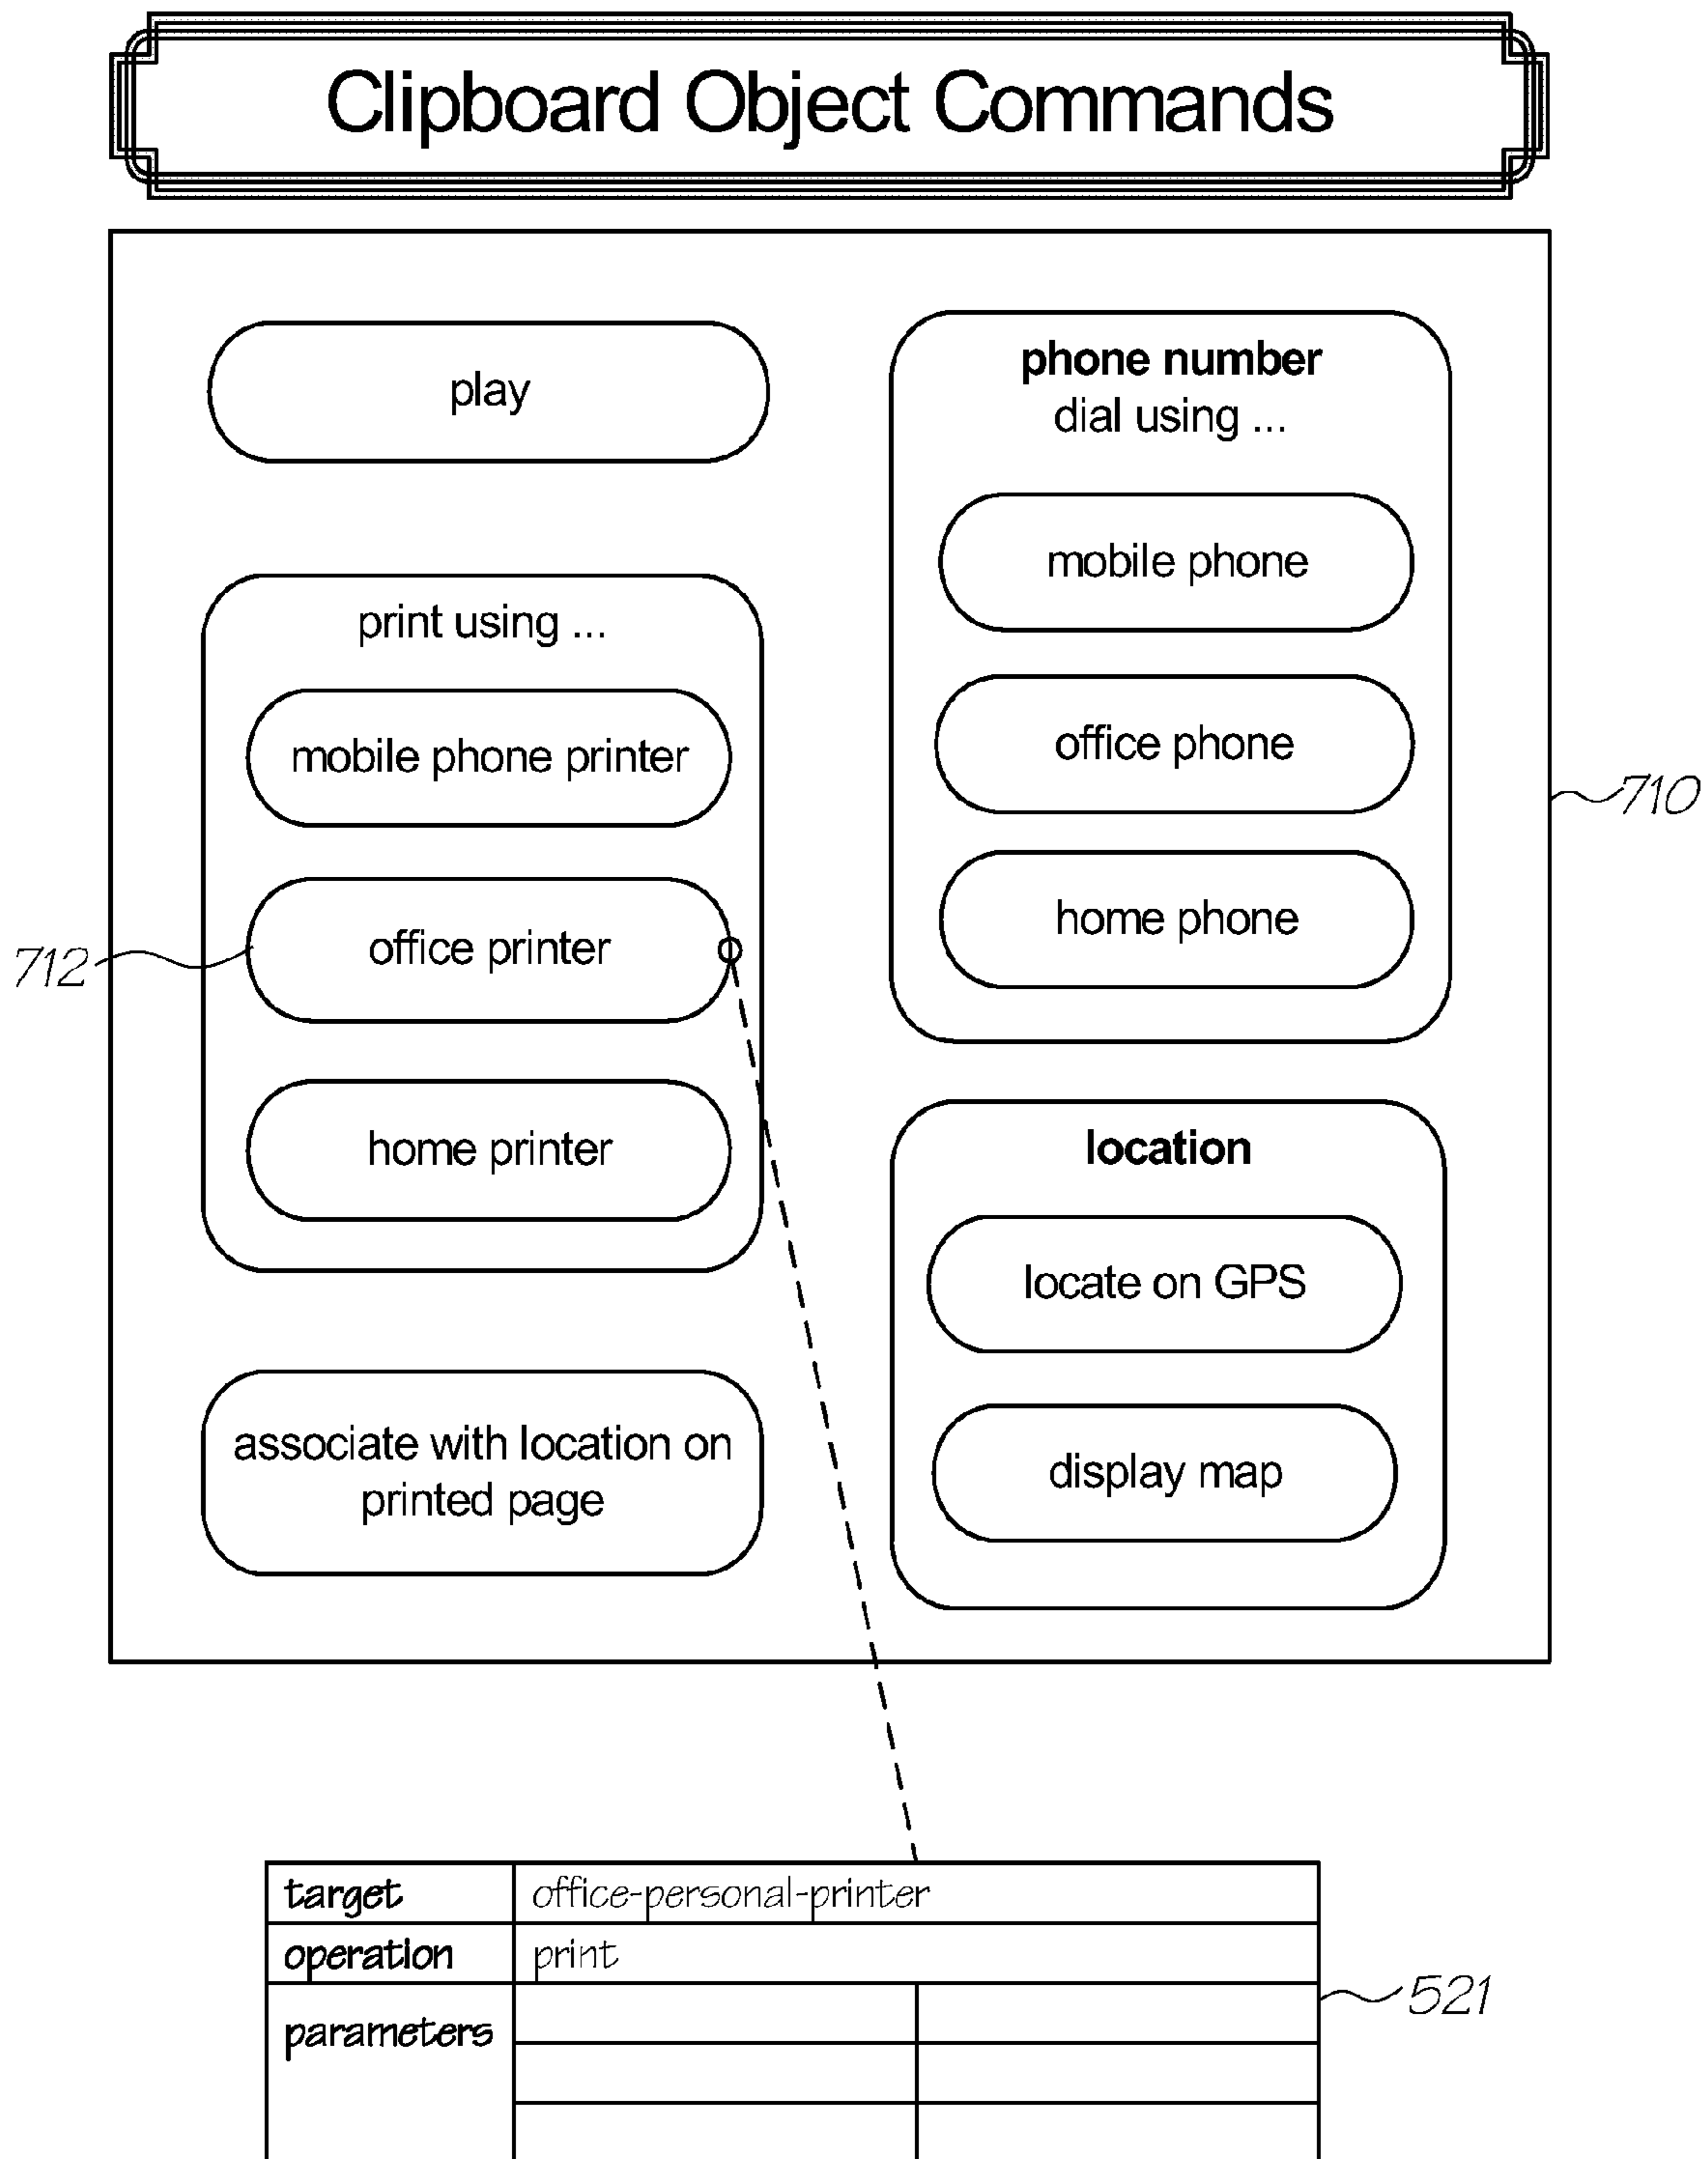 Clipboard Object Commands
play
print using ...
mobile phone printer
office printer
home printer
associate with location on
printed page
phone number
dial using ...
mobile phone
office phone
home phone
location
locate on GPS
display map
710
712
target office-personal-printer
operation print
parameters
521